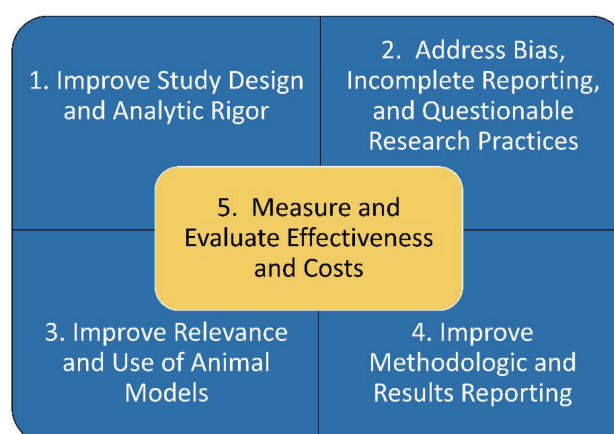 1. Improve Study Design
and Analytic Rigor
2. Address Bias,
Incomplete Reporting,
and Questionable
Research Practices
5. Measure and
Evaluate Effectiveness
and Costs
3. Improve Relevance
and Use of Animal
Models
4. Improve
Methodologic and
Results Reporting